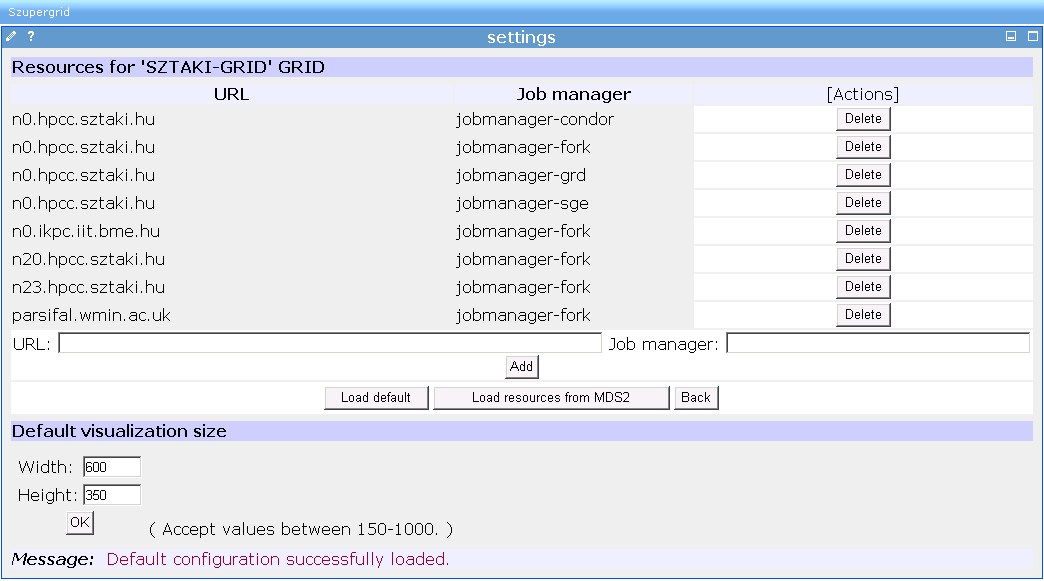 Szupergrid
? settings
Resources for 'SZTAKI-GRID' GRID
URL Job manager [Actions]
n0.hpcc.sztaki.hu jobmanager-condor Delete
n0.hpcc.sztaki.hu jobmanager-fork Delete
n0.hpcc.sztaki.hu jobmanager-grd Delete
n0.hpcc.sztaki.hu jobmanager-sge Delete
n0.ikpc.iit.bme.hu jobmanager-fork Delete
n20.hpcc.sztaki.hu jobmanager-fork Delete
n23.hpcc.sztaki.hu jobmanager-fork Delete
parsifal.wmin.ac.uk jobmanager-fork Delete
URL: Job manager:
Add
Load default Load resources from MDS2 Back
Default visualization size
Width: 600
Height: 350
OK ( Accept values between 150-1000. )
Message: Default configuration successfully loaded.